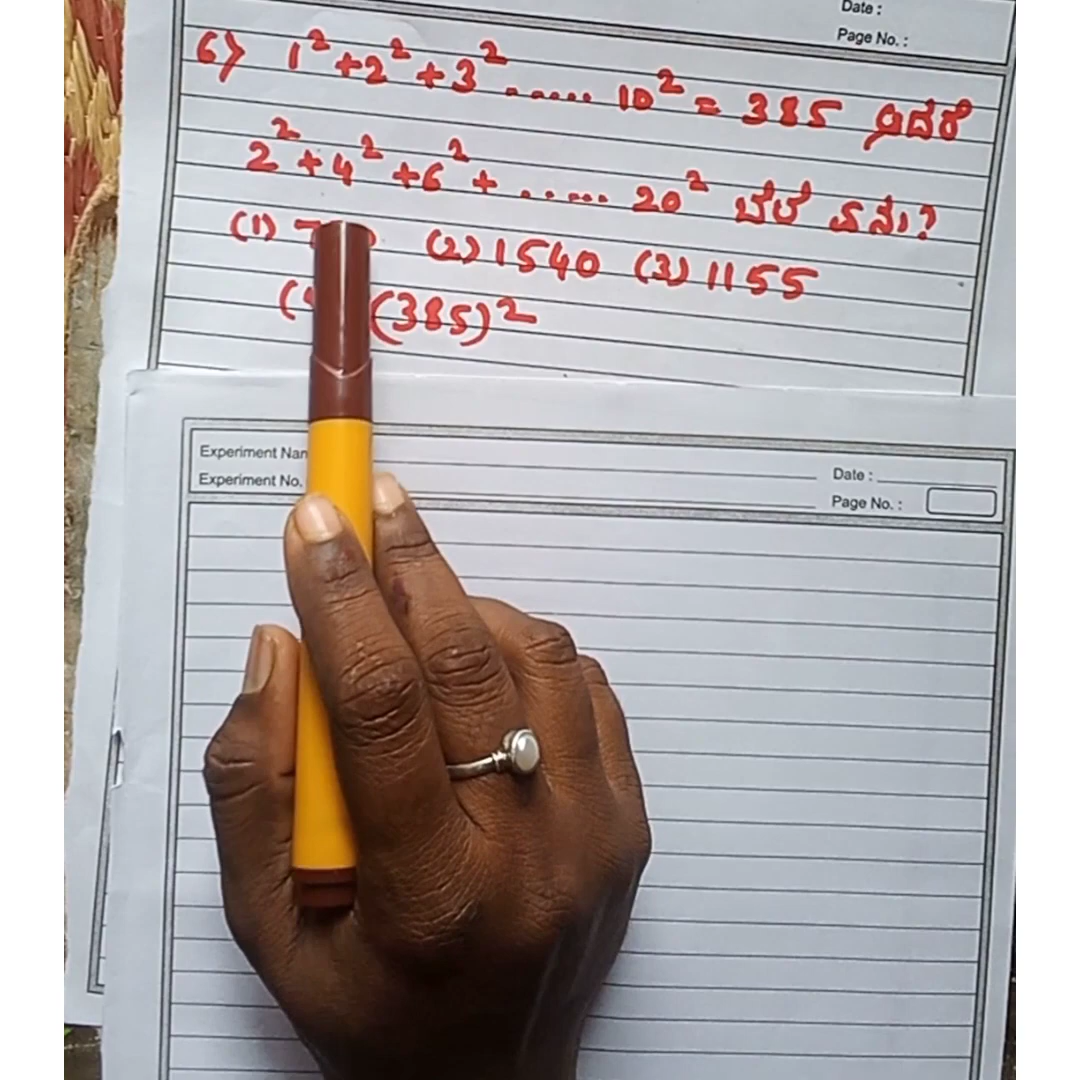 Date :
Page No. :
6) 1² + 2² + 3² ..... 10² = 385 ಆದರೆ
2² + 4² + 6² + ..... 20² ಬೆಲೆ ಏನು?
(1) (2) 1540 (3) 1155
(385)²
Experiment Nam Date :
Experiment No. Page No. :